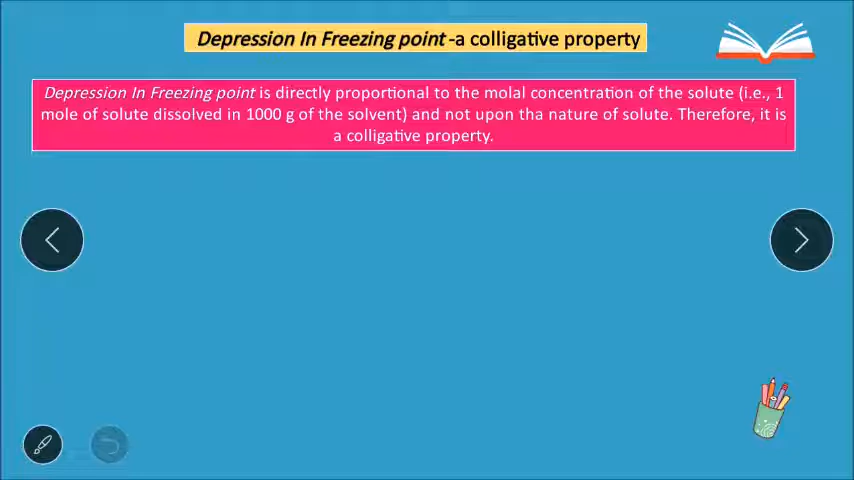 Depression In Freezing point -a colligative property
Depression In Freezing point is directly proportional to the molal concentration of the solute (i.e., 1
mole of solute dissolved in 1000 g of the solvent) and not upon tha nature of solute. Therefore, it is
a colligative property.